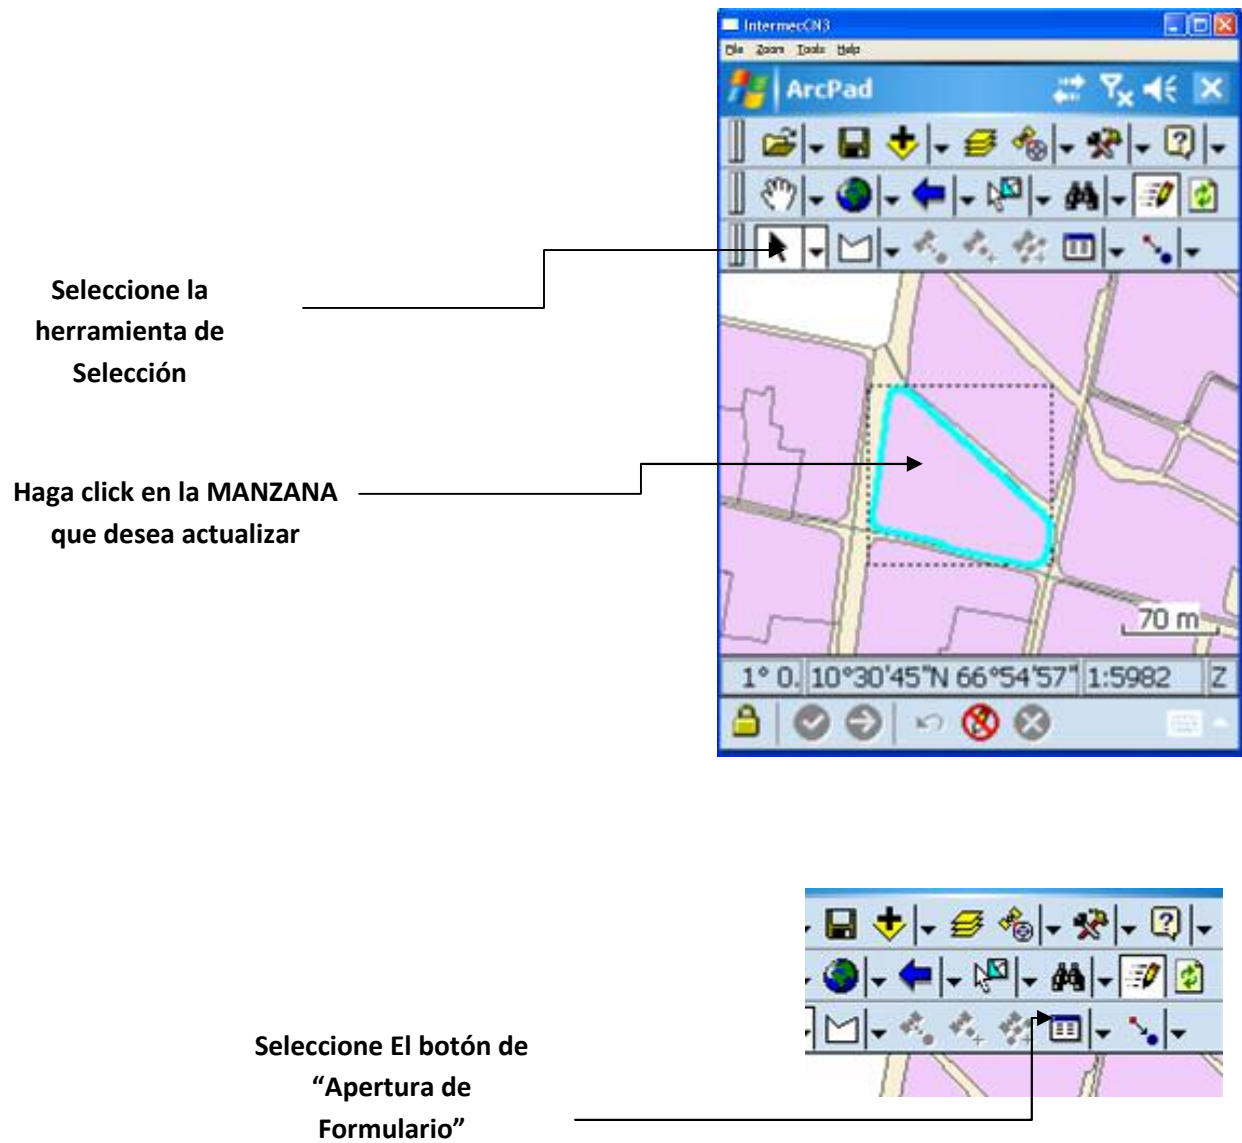 IntermecCN3
File Zoom Tools Help
ArcPad
Seleccione la
herramienta de
Selección
Haga click en la MANZANA
que desea actualizar
70 m
1° 0. 10°30'45"N 66°54'57" 1:5982 Z
Seleccione El botón de
“Apertura de
Formulario”